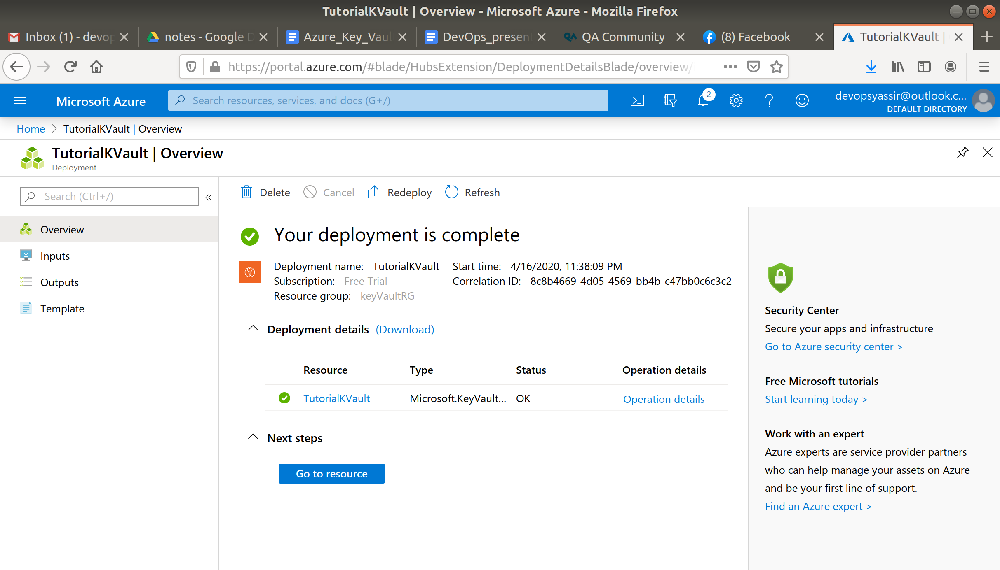 TutorialKVault | Overview - Microsoft Azure - Mozilla Firefox
Inbox (1) - devop
notes - Google D
Azure_Key_Vaul
DevOps_present
QA Community
(8) Facebook
TutorialKVault |
https://portal.azure.com/#blade/HubsExtension/DeploymentDetailsBlade/overview/
Microsoft Azure
Search resources, services, and docs (G+/)
2
devopsyassir@outlook.c...
DEFAULT DIRECTORY
Home > TutorialKVault | Overview
TutorialKVault | Overview
Deployment
Search (Ctrl+/)
«
Overview
Inputs
Outputs
Template
Delete
Cancel
Redeploy
Refresh
Your deployment is complete
Deployment name: TutorialKVault
Subscription: Free Trial
Resource group: keyVaultRG
Start time: 4/16/2020, 11:38:09 PM
Correlation ID: 8c8b4669-4d05-4569-bb4b-c47bb0c6c3c2
Deployment details (Download)
Resource Type Status Operation details
TutorialKVault Microsoft.KeyVault... OK Operation details
Next steps
Go to resource
Security Center
Secure your apps and infrastructure
Go to Azure security center >
Free Microsoft tutorials
Start learning today >
Work with an expert
Azure experts are service provider partners
who can help manage your assets on Azure
and be your first line of support.
Find an Azure expert >